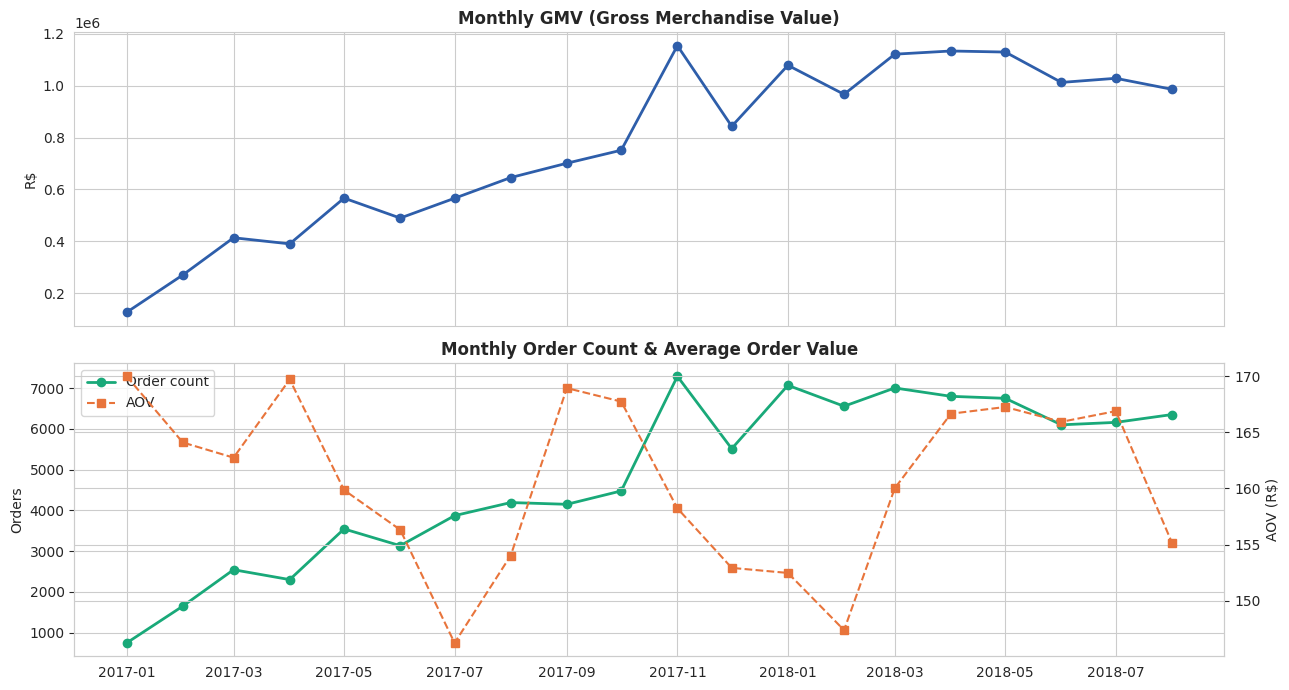 Monthly GMV (Gross Merchandise Value)
1e6
1.2
1.0
0.8
0.6
0.4
0.2
R$
Monthly Order Count & Average Order Value
Order count
AOV
7000
6000
5000
4000
3000
2000
1000
Orders
170
165
160
155
150
AOV (R$)
2017-01 2017-03 2017-05 2017-07 2017-09 2017-11 2018-01 2018-03 2018-05 2018-07